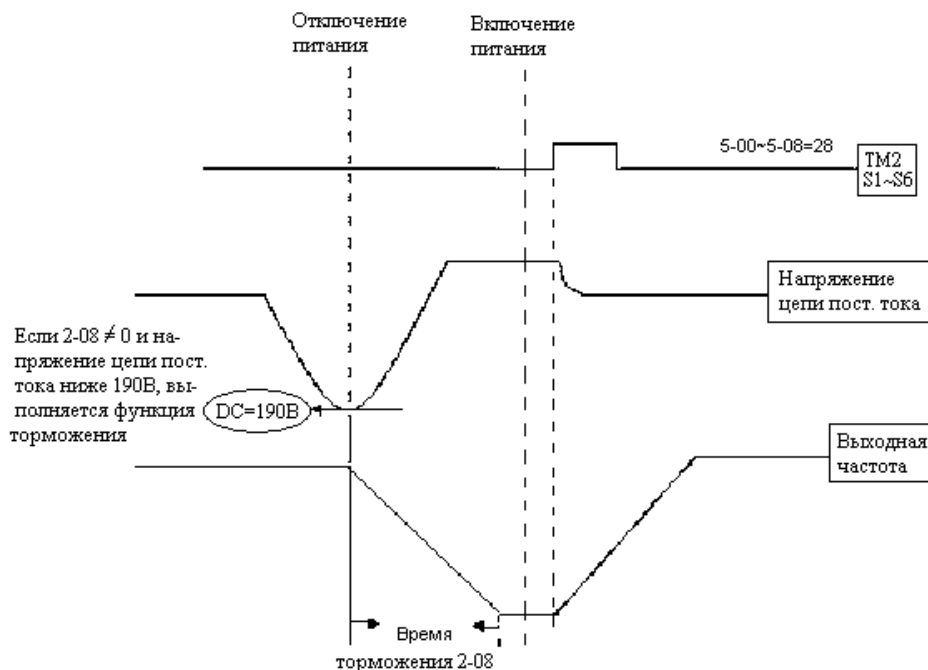 Отключение
питания
Включение
питания
5-00~5-08=28
TM2
S1~S6
Напряжение
цепи пост. тока
Если 2-08 ≠ 0 и на-
пряжение цепи пост.
тока ниже 190В, вы-
полняется функция
торможения
DC=190В
Выходная
частота
Время
торможения 2-08